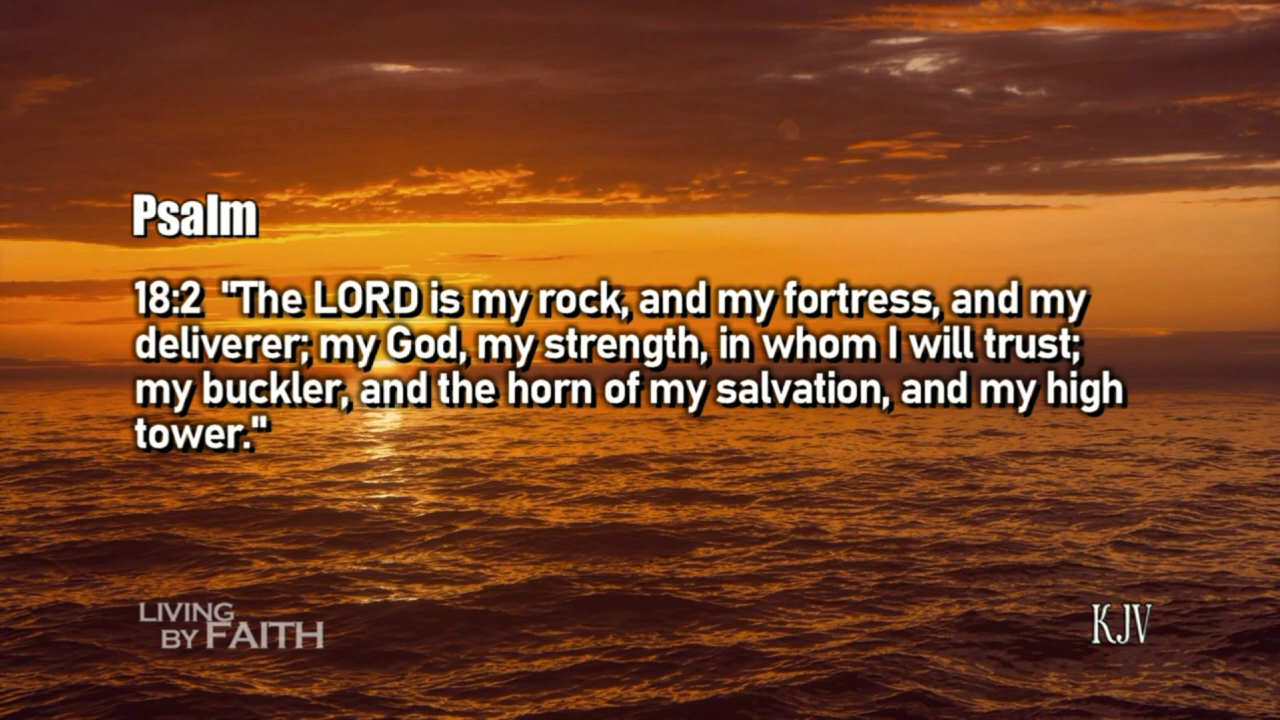 Psalm
18:2 "The LORD is my rock, and my fortress, and my
deliverer; my God, my strength, in whom I will trust;
my buckler, and the horn of my salvation, and my high
tower."
LIVING
BY FAITH
KJV